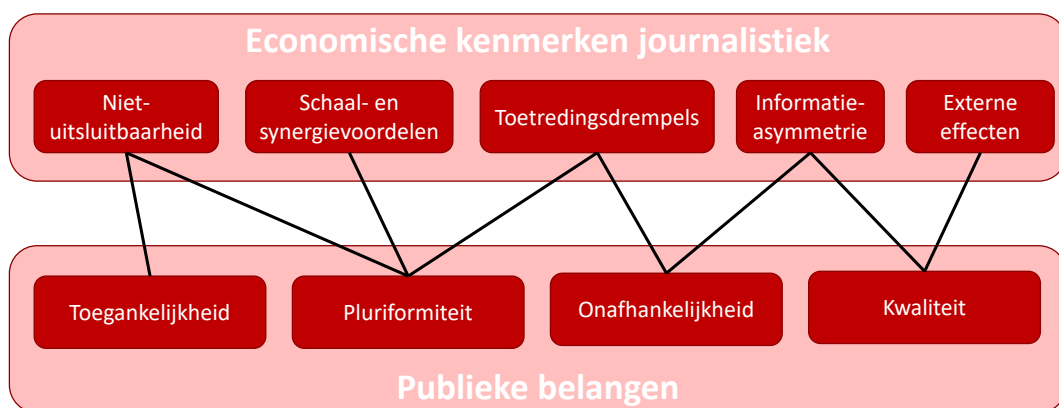 Economische kenmerken journalistiek
Niet-
uitsluitbaarheid
Schaal- en
synergievoordelen
Toetredingsdrempels
Informatie-
asymmetrie
Externe
effecten
Toegankelijkheid
Pluriformiteit
Onafhankelijkheid
Kwaliteit
Publieke belangen